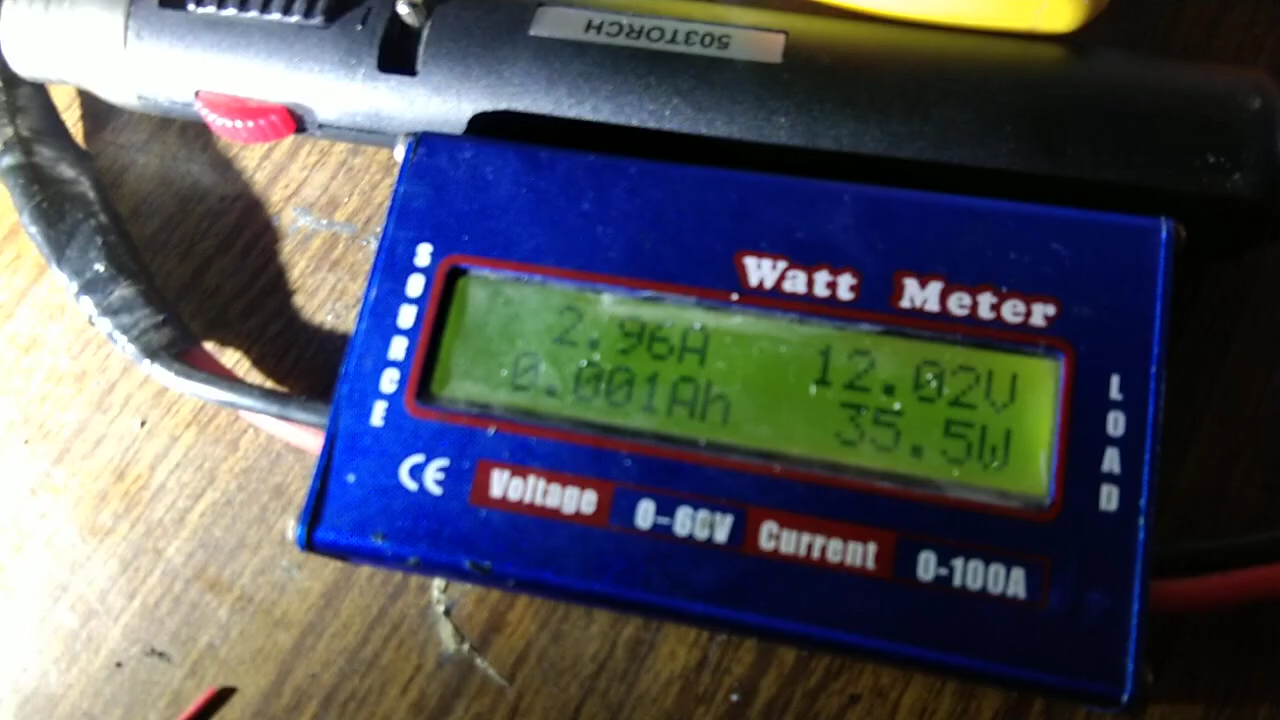 503TORCH
Watt Meter
SOURCE
2.96A 12.02V
0.001Ah 35.5W
LOAD
CE Voltage 0-60V Current 0-100A